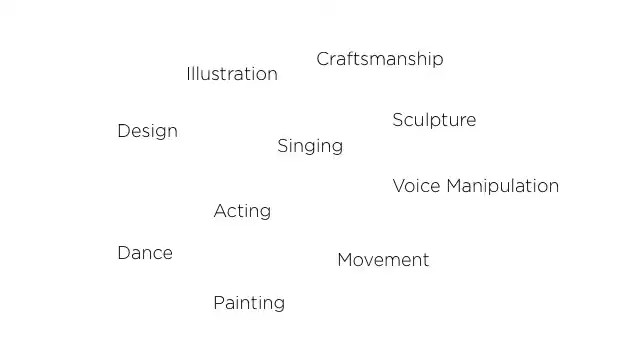 Craftsmanship
Illustration
Sculpture
Design
Singing
Voice Manipulation
Acting
Dance
Movement
Painting